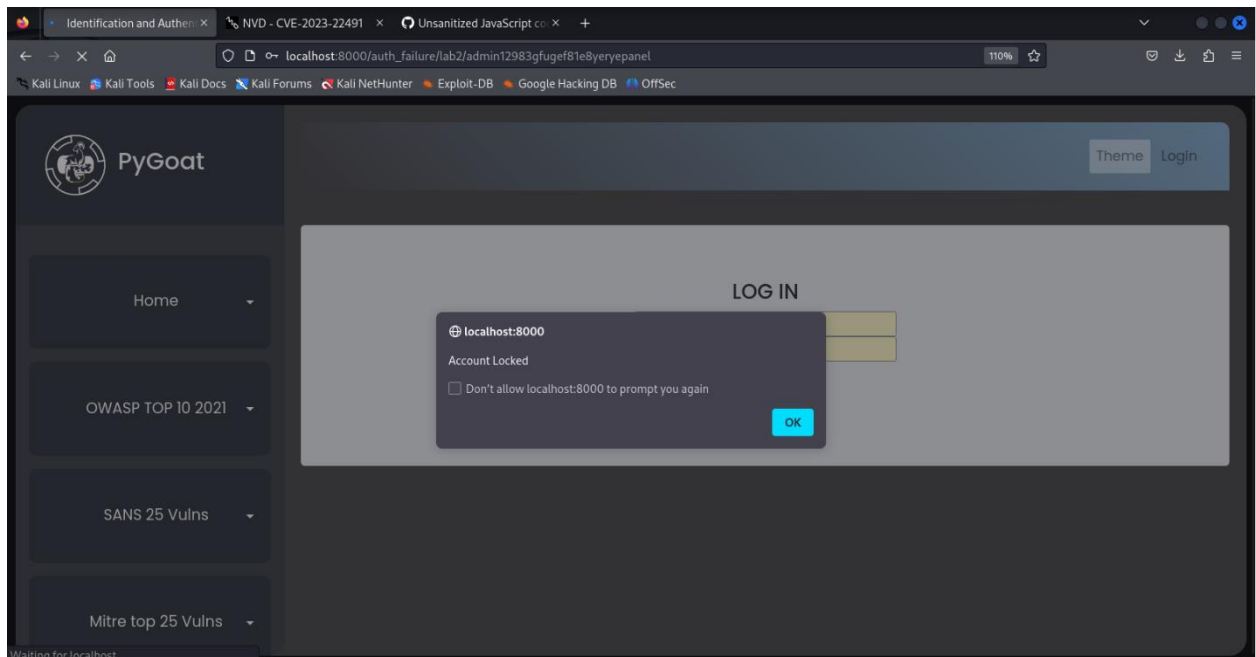 Identification and Authen
NVD - CVE-2023-22491
Unsanitized JavaScript co
localhost:8000/auth_failure/lab2/admin12983gfugef81e8yeryepanel
110%
Kali Linux
Kali Tools
Kali Docs
Kali Forums
Kali NetHunter
Exploit-DB
Google Hacking DB
OffSec
PyGoat
Theme
Login
Home
OWASP TOP 10 2021
SANS 25 Vulns
Mitre top 25 Vulns
LOG IN
localhost:8000
Account Locked
Don't allow localhost:8000 to prompt you again
OK
Waiting for localhost